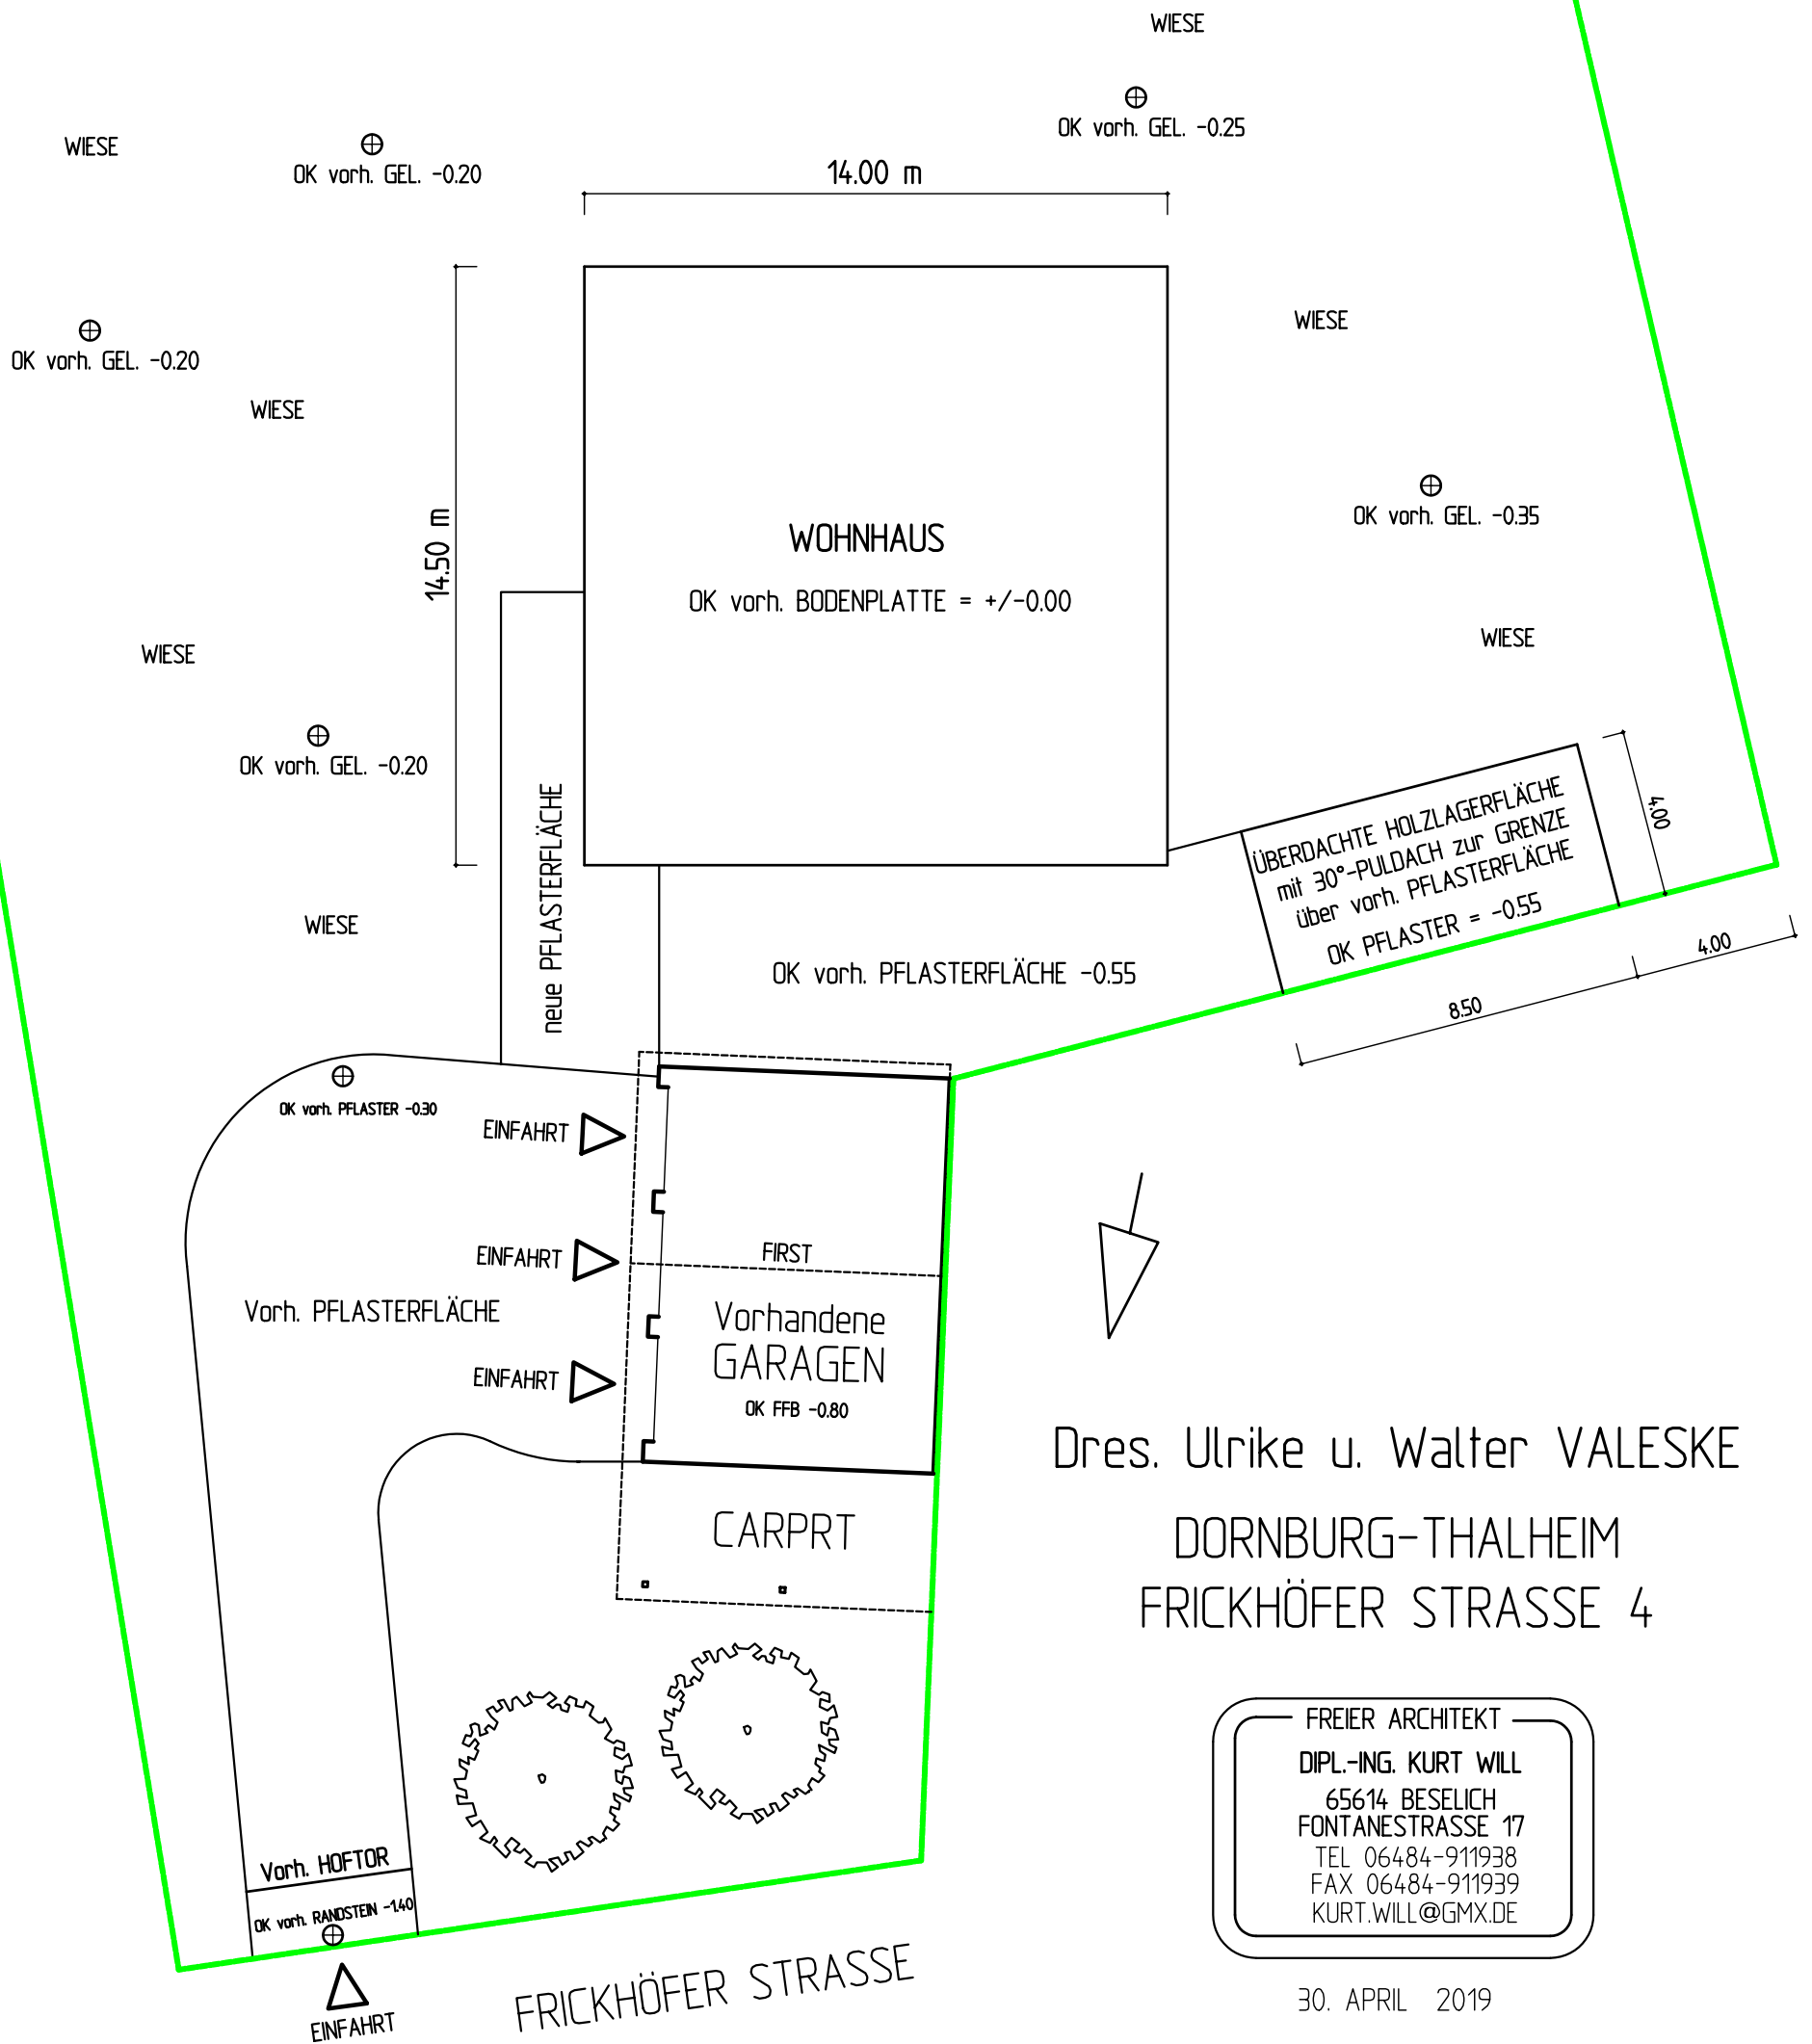 WIESE
OK vorh. GEL. -0.25
WIESE
OK vorh. GEL. -0.20
14.00 m
WIESE
OK vorh. GEL. -0.20
WIESE
14.50 m
OK vorh. GEL. -0.35
WOHNHAUS
OK vorh. BODENPLATTE = +/-0.00
WIESE
WIESE
OK vorh. GEL. -0.20
neue PFLASTERFLÄCHE
ÜBERDACHTE HOLZLAGERFLÄCHE
mit 30°-PULDACH zur GRENZE
über vorh. PFLASTERFLÄCHE
OK PFLASTER = -0.55
4.00
4.00
8.50
WIESE
OK vorh. PFLASTERFLÄCHE -0.55
OK vorh. PFLASTER -0.30
EINFAHRT
EINFAHRT
FIRST
Vorh. PFLASTERFLÄCHE
Vorhandene
GARAGEN
EINFAHRT
OK FFB -0.80
CARPRT
Dres. Ulrike u. Walter VALESKE
DORNBURG-THALHEIM
FRICKHÖFER STRASSE 4
FREIER ARCHITEKT
DIPL.-ING. KURT WILL
65614 BESELICH
FONTANESTRASSE 17
TEL 06484-911938
FAX 06484-911939
KURT.WILL@GMX.DE
30. APRIL 2019
Vorh. HOFTOR
OK vorh. RANDSTEIN -1.40
EINFAHRT
FRICKHÖFER STRASSE